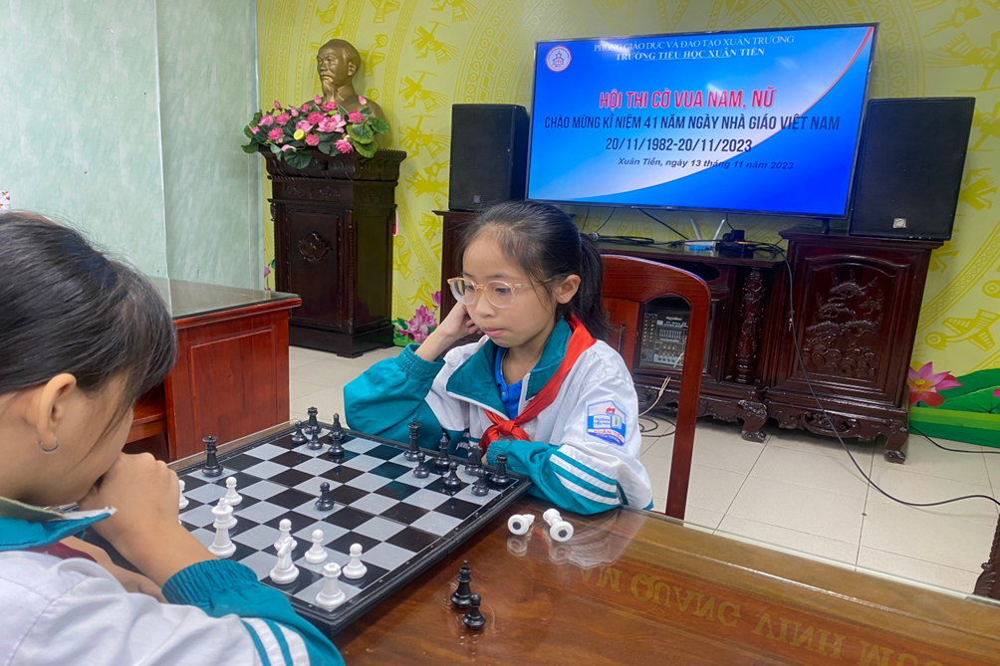 PHÒNG GIÁO DỤC VÀ ĐÀO TẠO XUÂN TRƯỜNG
TRƯỜNG TIỂU HỌC XUÂN TIẾN
HỘI THI CỜ VUA NAM, NỮ
CHÀO MỪNG KỈ NIỆM 41 NĂM NGÀY NHÀ GIÁO VIỆT NAM
20/11/1982-20/11/2023
Xuân Tiến, ngày 13 tháng 11 năm 2023
QUANG VINH